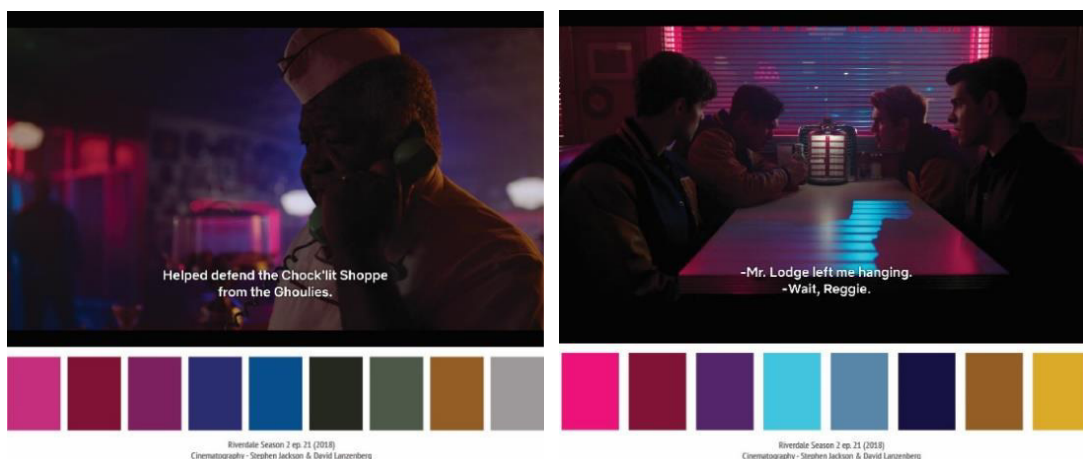 Helped defend the Chock'lit Shoppe
from the Ghoulies.
Riverdale Season 2 ep. 21 (2018)
Cinematography - Stephen Jackson & David Lanzenberg
-Mr. Lodge left me hanging.
-Wait, Reggie.
Riverdale Season 2 ep. 21 (2018)
Cinematography - Stephen Jackson & David Lanzenberg